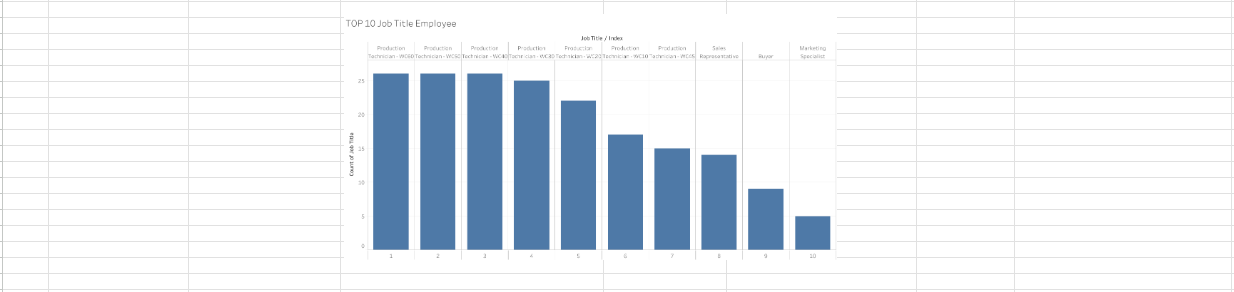 TOP 10 Job Title Employee
Job Title / Index
Production Production Production Production Production Production Production Sales Marketing
Technician - WC60 Technician - WC50 Technician - WC40 Technician - WC30 Technician - WC20 Technician - WC10 Technician - WC45 Representative Buyer Specialist
25
20
15
10
5
0
Count of Job Title
1 2 3 4 5 6 7 8 9 10